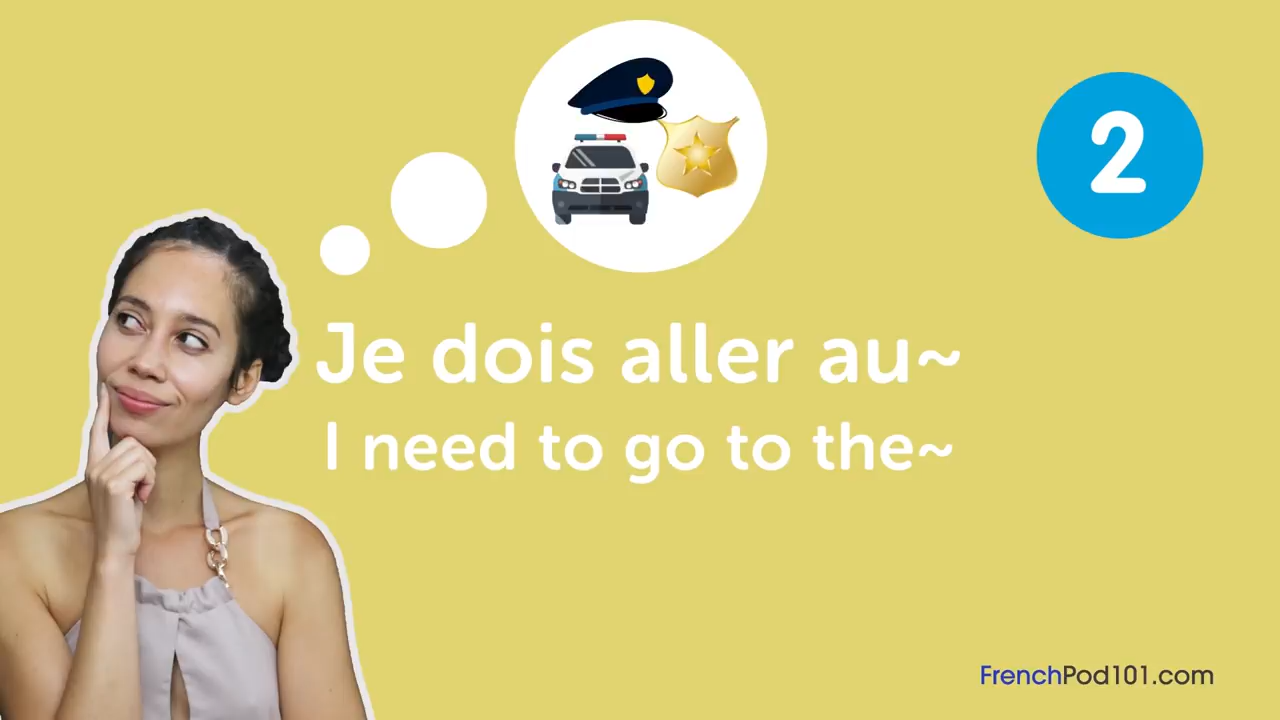 2
Je dois aller au~
I need to go to the~
FrenchPod101.com